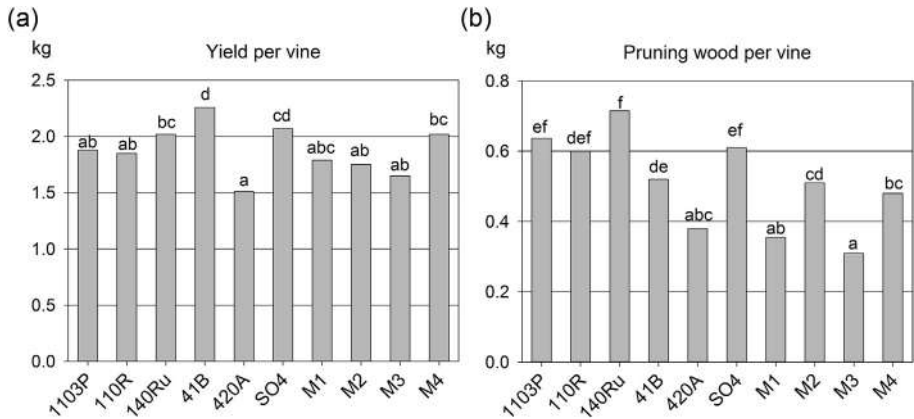 (a)
kg
Yield per vine
2.5
2.0
1.5
1.0
0.5
0.0
ab
ab
bc
d
a
cd
abc
ab
ab
bc
1103P
110R
140Ru
41B
420A
SO4
M1
M2
M3
M4
(b)
kg
Pruning wood per vine
0.8
0.6
0.4
0.2
0.0
ef
def
f
de
abc
ef
ab
cd
a
bc
1103P
110R
140Ru
41B
420A
SO4
M1
M2
M3
M4